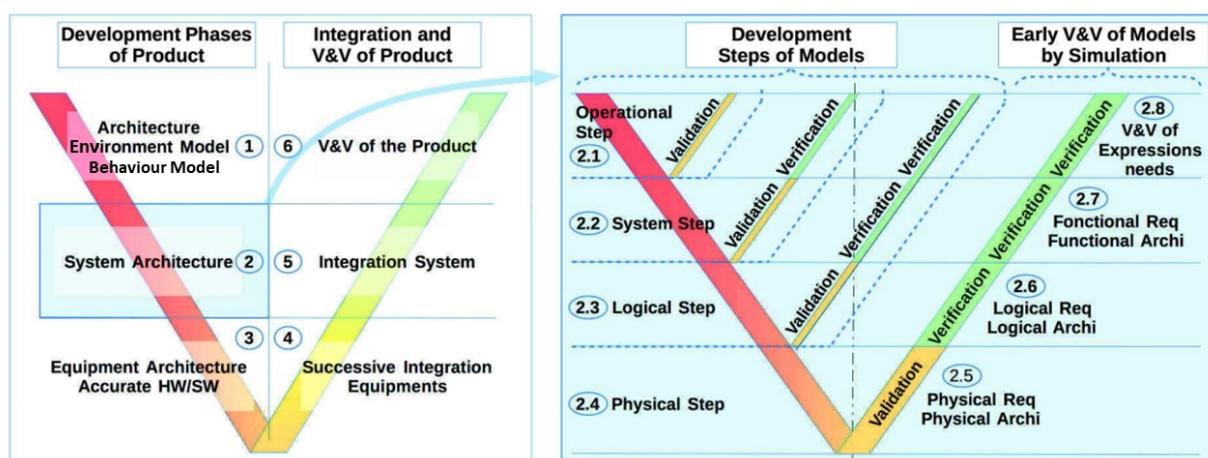 Development Phases
of Product
Integration and
V&V of Product
Architecture
Environment Model
Behaviour Model
1
6
V&V of the Product
System Architecture
2
5
Integration System
3
4
Equipment Architecture
Accurate HW/SW
Successive Integration
Equipments
Development
Steps of Models
Early V&V of Models
by Simulation
Operational
Step
2.1
Validation
Verification
Verification
Verification
2.8
V&V of
Expressions
needs
2.2 System Step
Validation
Verification
Verification
2.7
Fonctional Req
Functional Archi
2.3 Logical Step
Validation
Verification
2.6
Logical Req
Logical Archi
2.4 Physical Step
Validation
2.5
Physical Req
Physical Archi